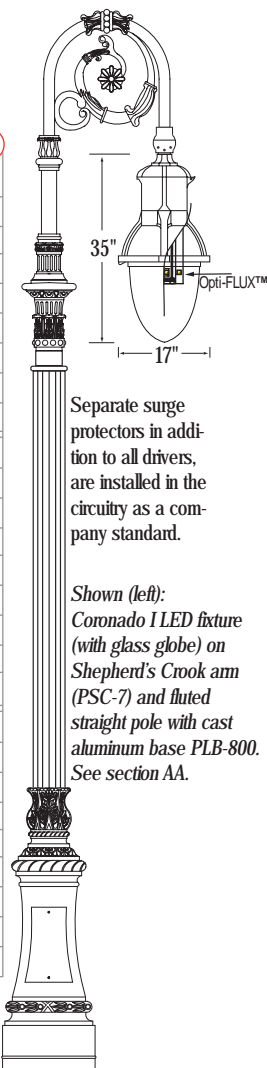 35"
Opti-FLUX™
17"
Separate surge
protectors in addi-
tion to all drivers,
are installed in the
circuitry as a com-
pany standard.
Shown (left):
Coronado I LED fixture
(with glass globe) on
Shepherd's Crook arm
(PSC-7) and fluted
straight pole with cast
aluminum base PLB-800.
See section AA.